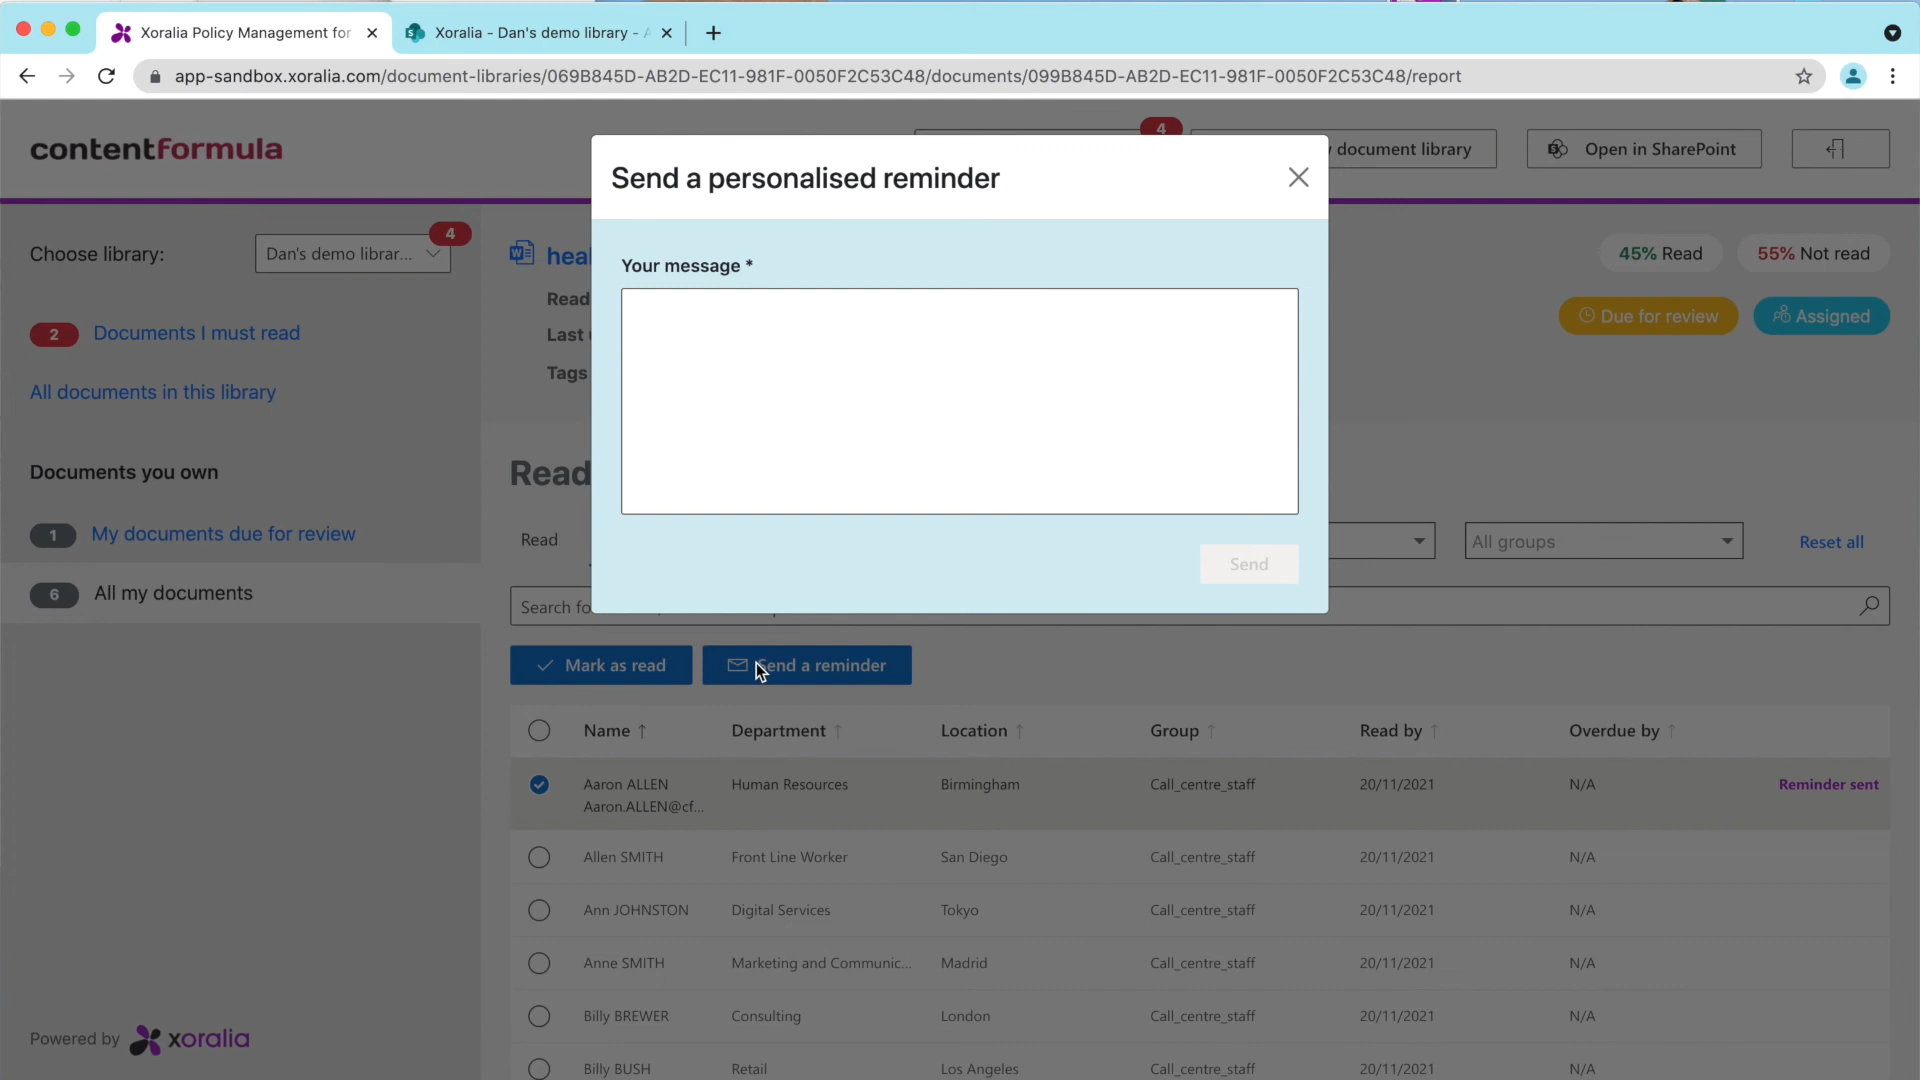 Xoralia Policy Management for
Xoralia - Dan's demo library -
app-sandbox.xoralia.com/document-libraries/069B845D-AB2D-EC11-981F-0050F2C53C48/documents/099B845D-AB2D-EC11-981F-0050F2C53C48/report
contentformula
4
document library
Open in SharePoint
Send a personalised reminder
Choose library:
Dan's demo librar...
4
45% Read
55% Not read
Your message *
Read
Last
Tags
Due for review
Assigned
2
Documents I must read
All documents in this library
Documents you own
1
My documents due for review
6
All my documents
Read
Read
All groups
Reset all
Send
Search fo
Mark as read
Send a reminder
Name ↑ Department ↑ Location ↑ Group ↑ Read by ↑ Overdue by ↑
Aaron ALLEN Human Resources Birmingham Call_centre_staff 20/11/2021 N/A Reminder sent
Aaron.ALLEN@cf...
Allen SMITH Front Line Worker San Diego Call_centre_staff 20/11/2021 N/A
Ann JOHNSTON Digital Services Tokyo Call_centre_staff 20/11/2021 N/A
Anne SMITH Marketing and Communic... Madrid Call_centre_staff 20/11/2021 N/A
Billy BREWER Consulting London Call_centre_staff 20/11/2021 N/A
Billy BUSH Retail Los Angeles Call_centre_staff 20/11/2021 N/A
Powered by xoralia